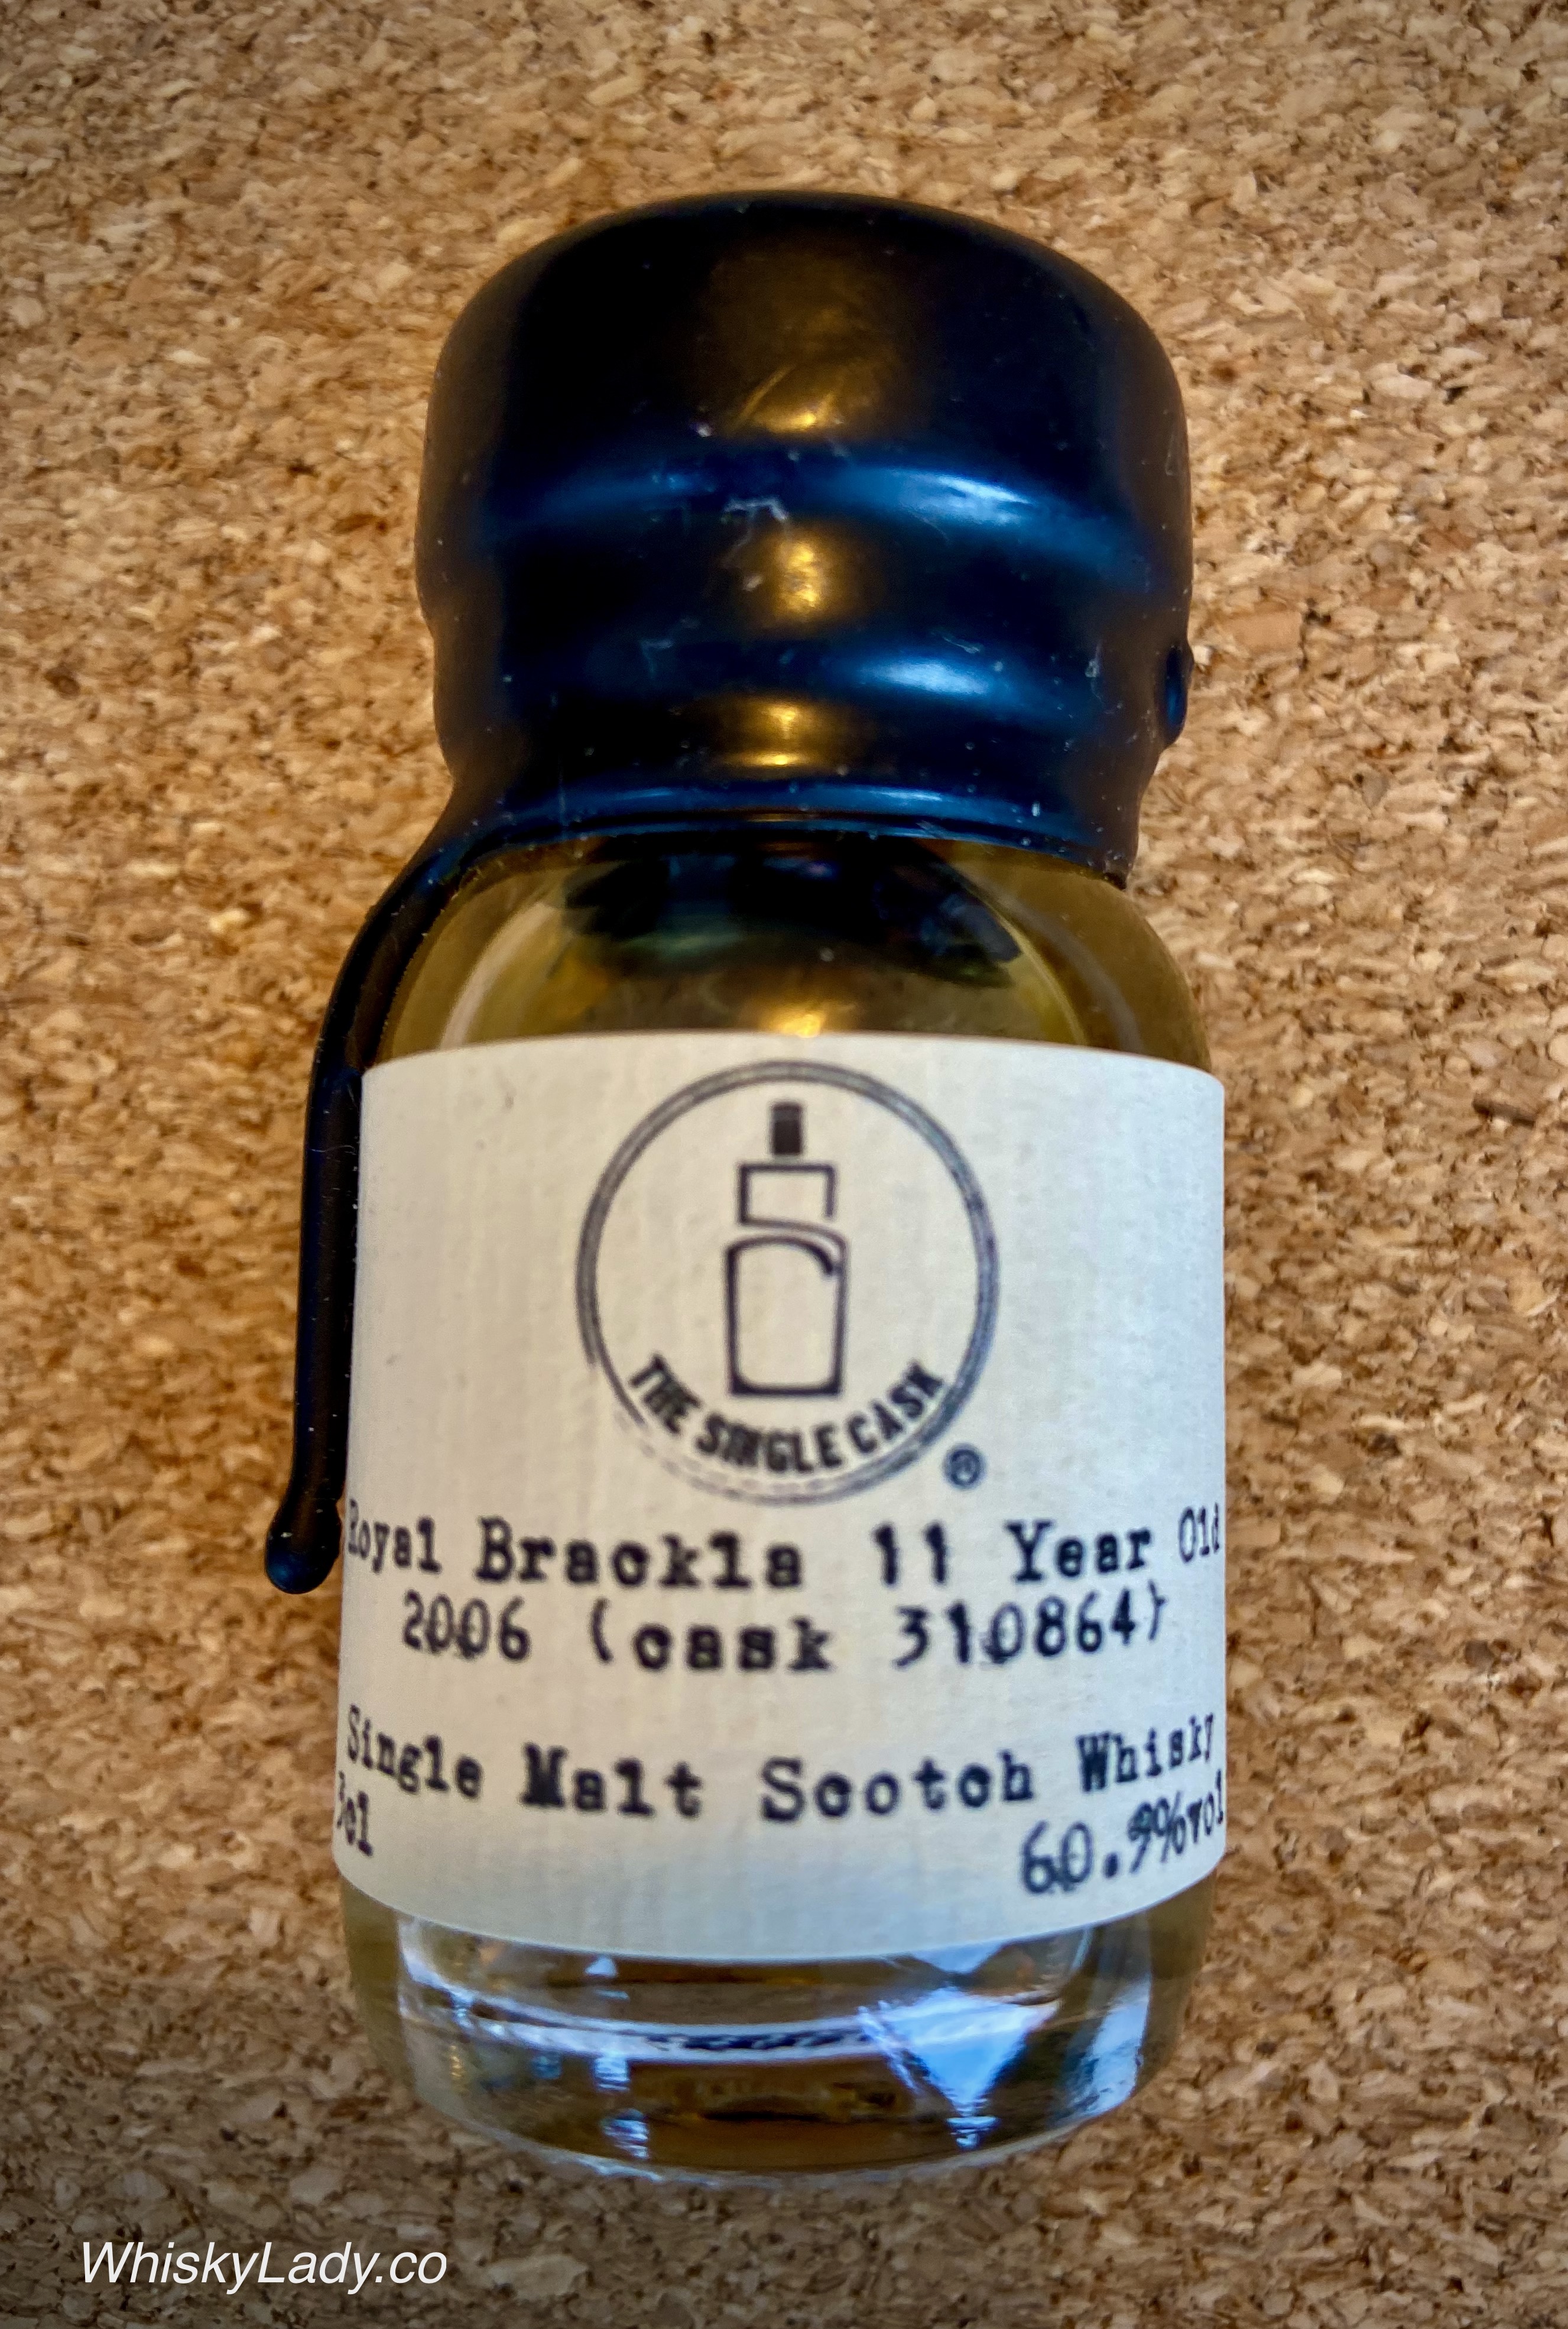 THE SINGLE CASK
®
Royal Brackla 11 Year Old
2006 (cask 310864)
Single Malt Scotch Whisky
3cl
60.9%vol
WhiskyLady.co